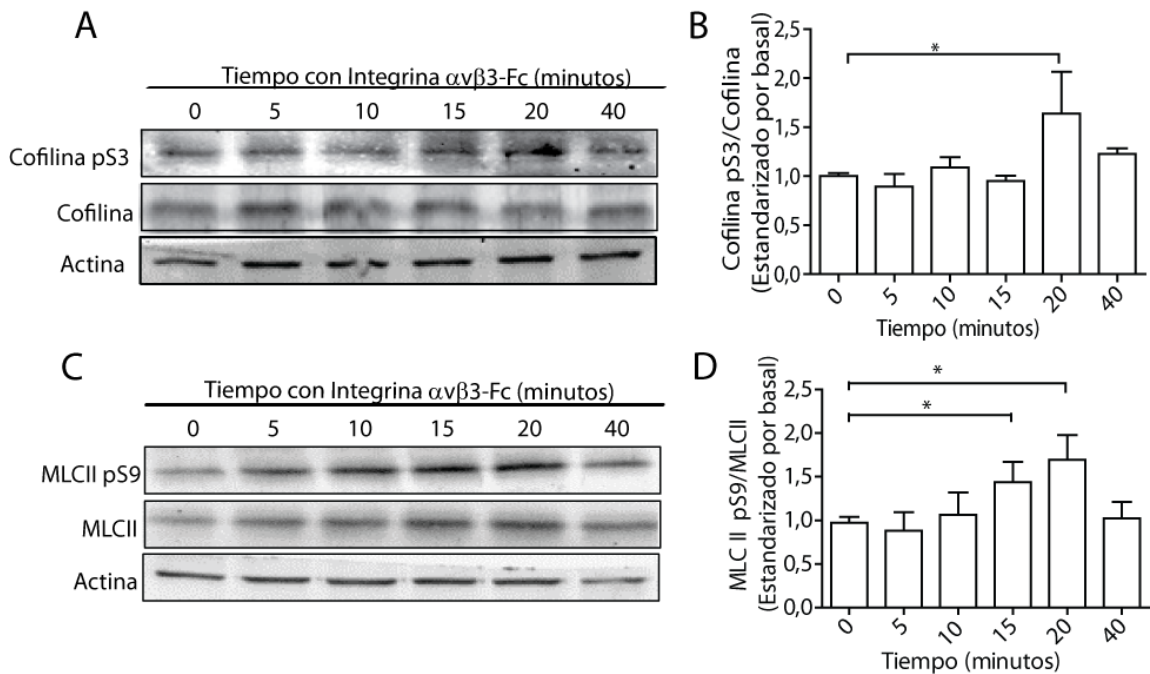 A
Tiempo con Integrina αvβ3-Fc (minutos)
0 5 10 15 20 40
Cofilina pS3
Cofilina
Actina
B
Cofilina pS3/Cofilina
(Estandarizado por basal)
2,5
2,0
1,5
1,0
0,5
0,0
*
0 5 10 15 20 40
Tiempo (minutos)
C
Tiempo con Integrina αvβ3-Fc (minutos)
0 5 10 15 20 40
MLCII pS9
MLCII
Actina
D
MLC II pS9/MLCII
(Estandarizado por basal)
2,5
2,0
1,5
1,0
0,5
0,0
*
*
0 5 10 15 20 40
Tiempo (minutos)